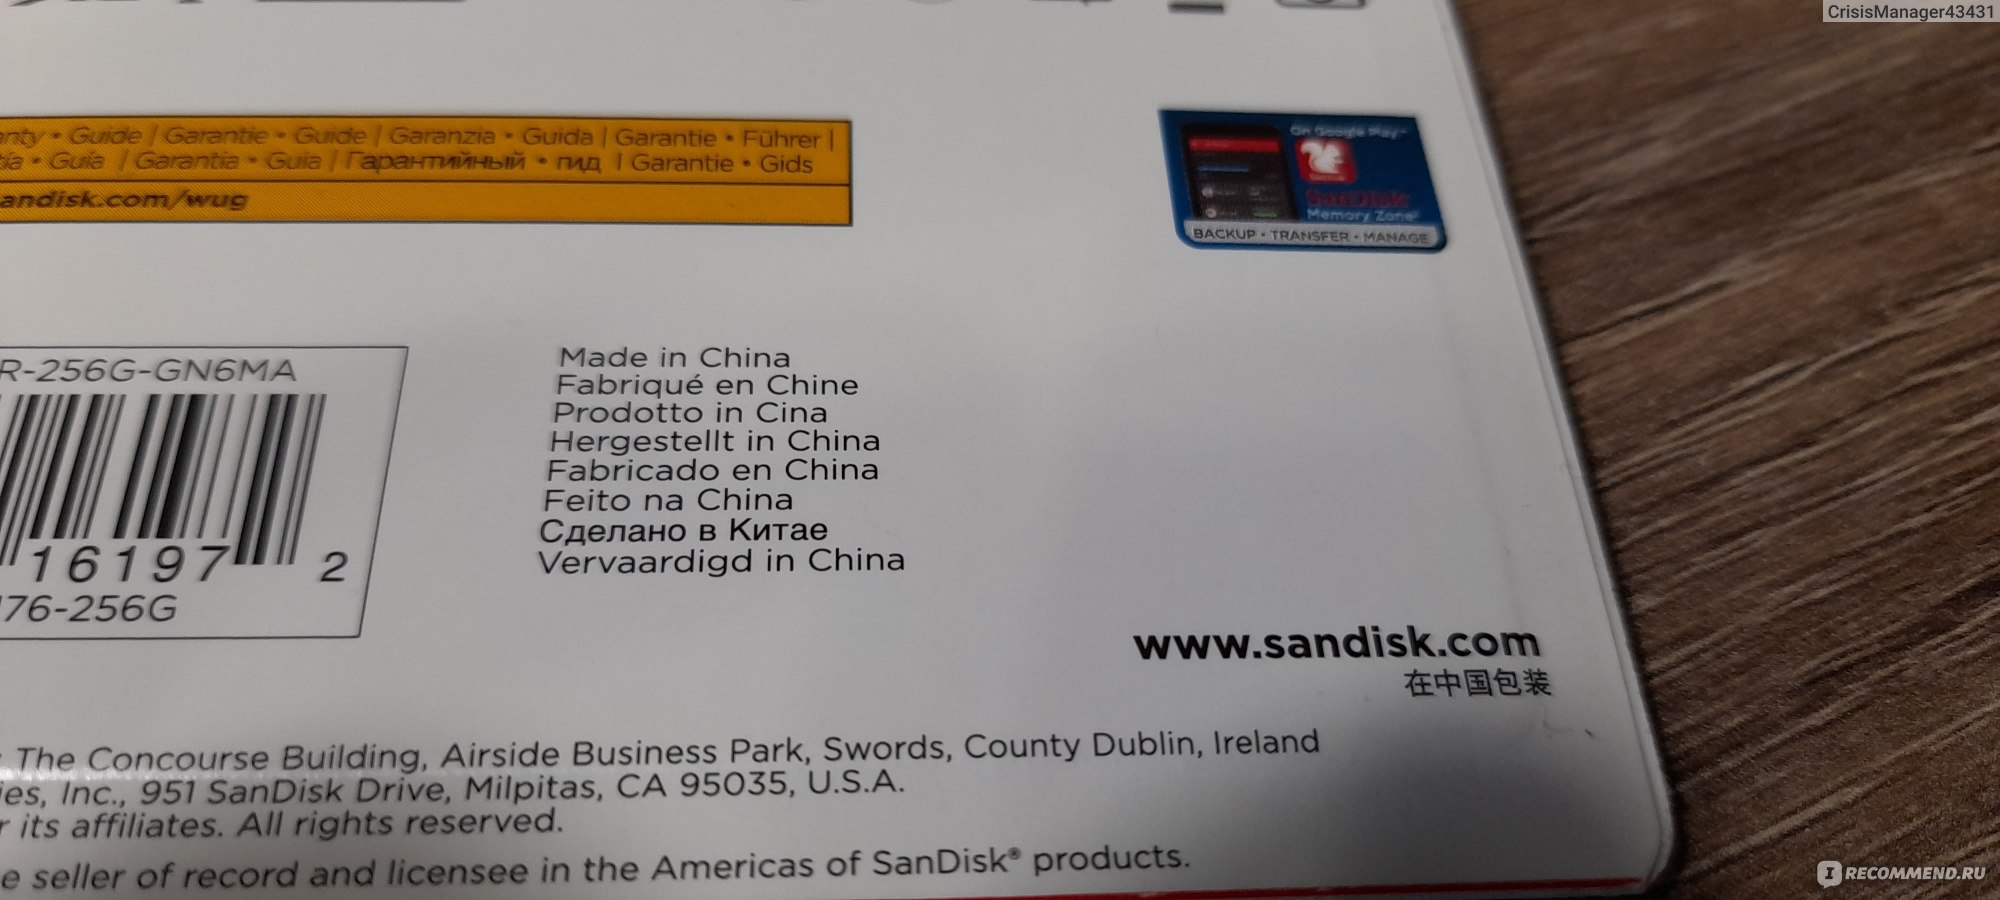 CrisisManager43431
nty • Guide | Garantie • Guide | Garanzia • Guida | Garantie • Führer |
ía • Guía | Garantia • Guia | Гарантийный • гид | Garantie • Gids
andisk.com/wug
On Google Play™
SanDisk
Memory Zone
BACKUP • TRANSFER • MANAGE
R-256G-GN6MA
16197 2
76-256G
Made in China
Fabriqué en Chine
Prodotto in Cina
Hergestellt in China
Fabricado en China
Feito na China
Сделано в Китае
Vervaardigd in China
www.sandisk.com
在中国包装
The Concourse Building, Airside Business Park, Swords, County Dublin, Ireland
ies, Inc., 951 SanDisk Drive, Milpitas, CA 95035, U.S.A.
r its affiliates. All rights reserved.
e seller of record and licensee in the Americas of SanDisk® products.
IRECOMMEND.RU